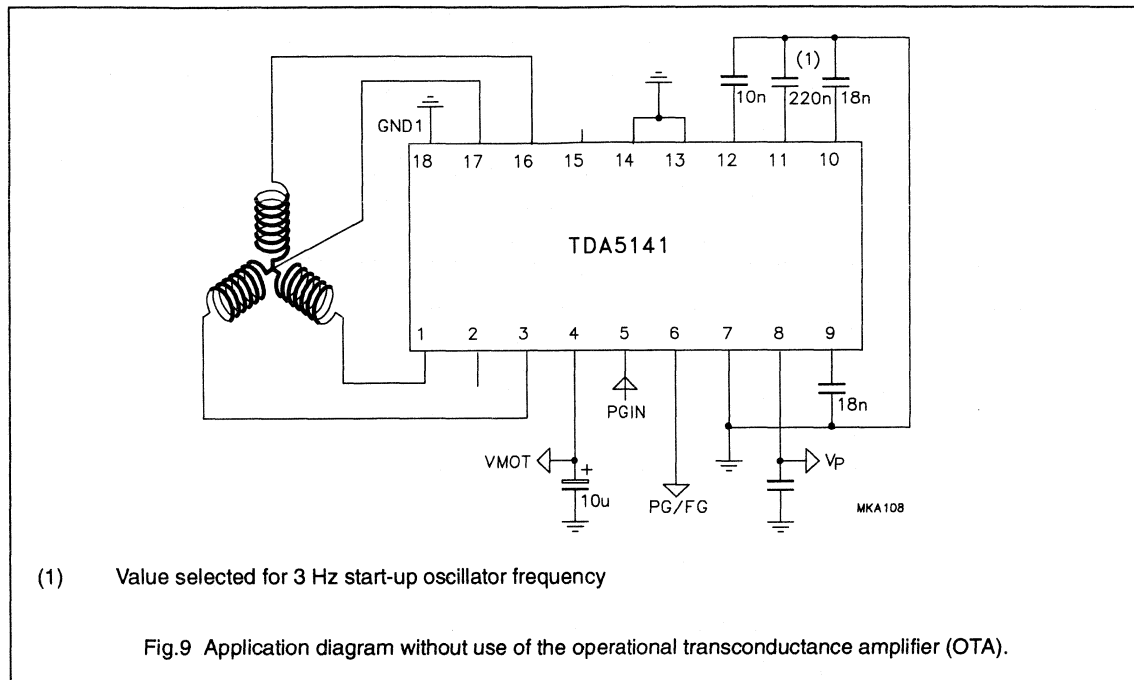 (1)
10n 220n 18n
GND1
18 17 16 15 14 13 12 11 10
TDA5141
1 2 3 4 5 6 7 8 9
18n
PGIN
VMOT
+
10u
PG/FG
VP
MKA108
(1) Value selected for 3 Hz start-up oscillator frequency
Fig.9 Application diagram without use of the operational transconductance amplifier (OTA).